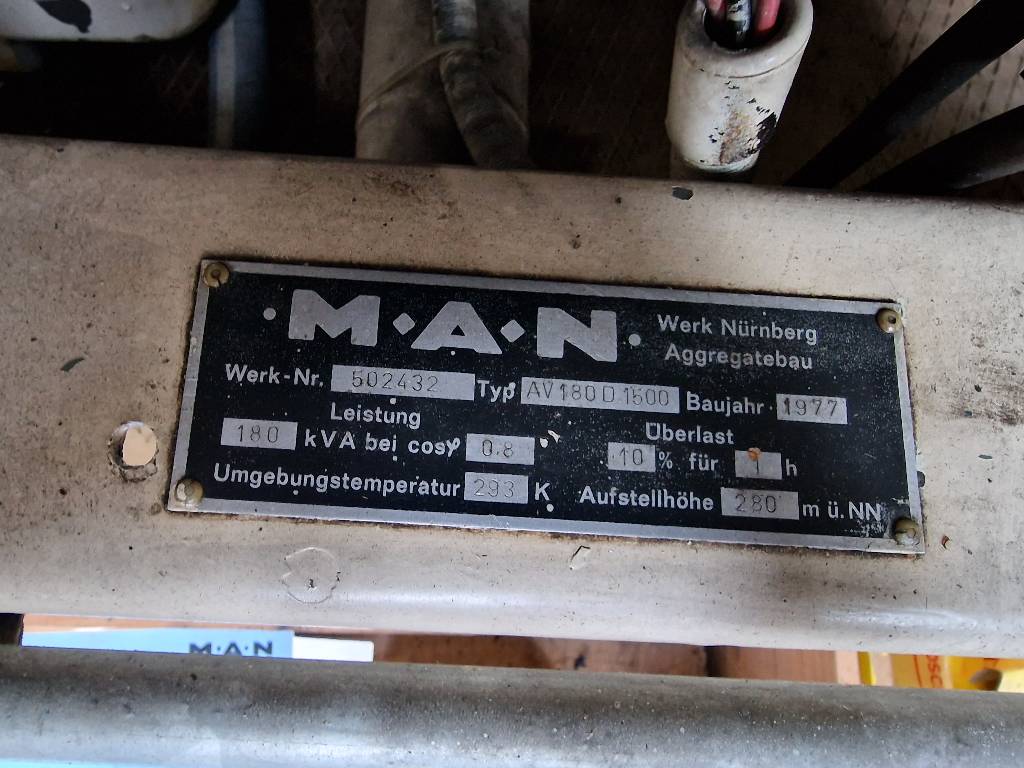 M·A·N
Werk Nürnberg
Aggregatebau
Werk-Nr. 502432 Typ AV180D1500 Baujahr 1977
Leistung
180 kVA bei cosφ 0.8
Überlast
10 % für 1 h
Umgebungstemperatur 293 K Aufstellhöhe 280 m ü.NN
M·A·N